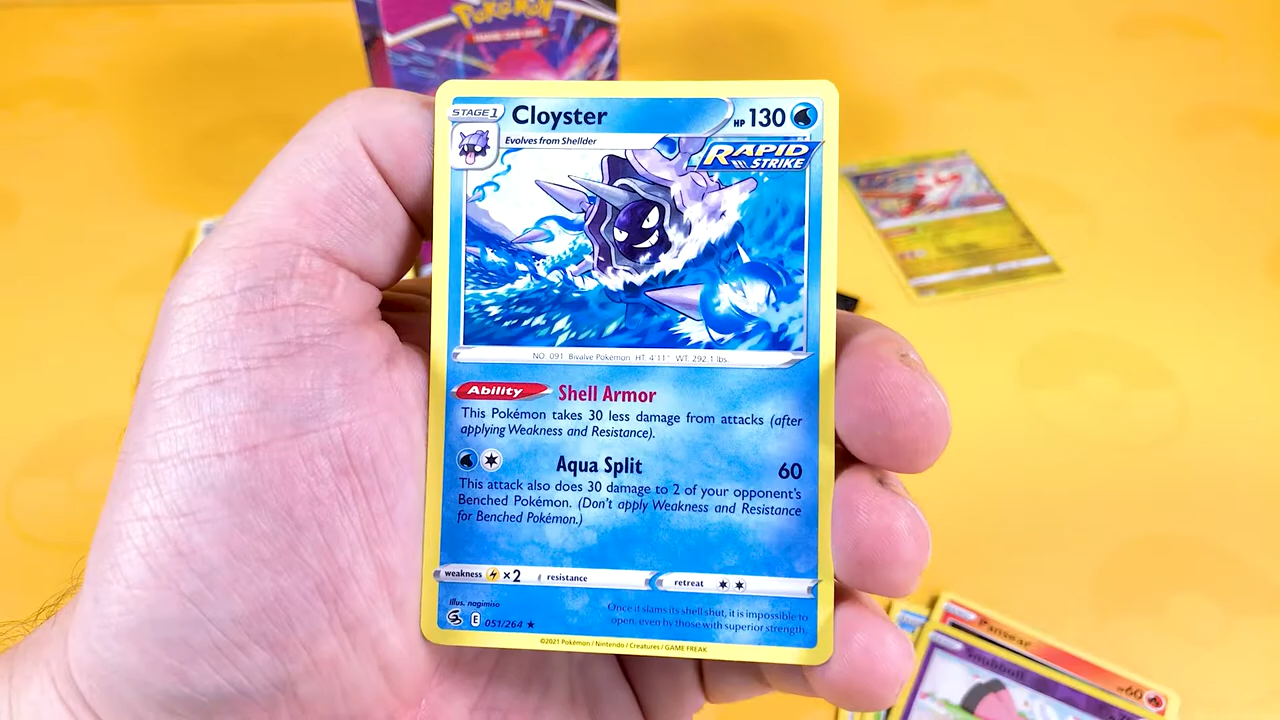 Pokémon
TRADING CARD GAME
STAGE 1
Cloyster
HP 130
Evolves from Shellder
RAPID
STRIKE
NO. 091 Bivalve Pokémon HT. 4'11" WT. 292.1 lbs.
Ability Shell Armor
This Pokémon takes 30 less damage from attacks (after
applying Weakness and Resistance).
Aqua Split 60
This attack also does 30 damage to 2 of your opponent's
Benched Pokémon. (Don't apply Weakness and Resistance
for Benched Pokémon.)
weakness ×2 resistance retreat
Illus. nagimiso
E 051/264 ★
Once it slams its shell shut, it is impossible to
open, even by those with superior strength.
©2021 Pokémon / Nintendo / Creatures / GAME FREAK
Pansear
60
Snubbull